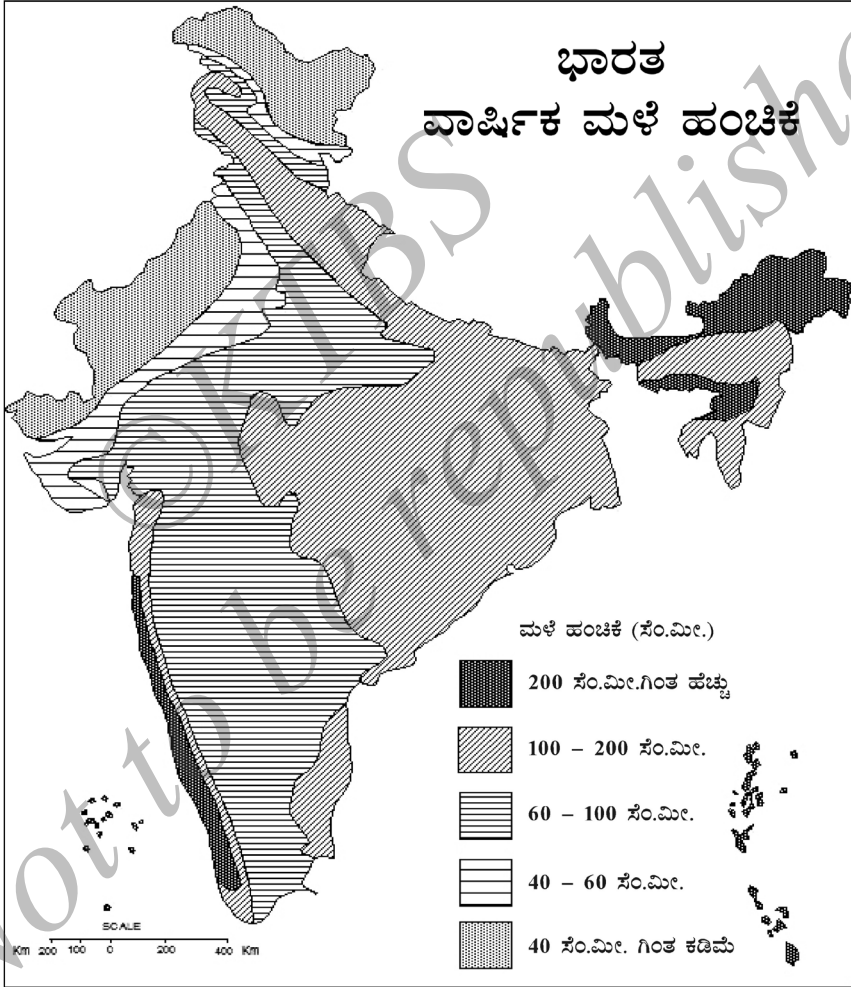 ಭಾರತ
ವಾರ್ಷಿಕ ಮಳೆ ಹಂಚಿಕೆ
©KTBS
not to be republished
ಮಳೆ ಹಂಚಿಕೆ (ಸೆಂ.ಮೀ.)
200 ಸೆಂ.ಮೀ.ಗಿಂತ ಹೆಚ್ಚು
100 – 200 ಸೆಂ.ಮೀ.
60 – 100 ಸೆಂ.ಮೀ.
40 – 60 ಸೆಂ.ಮೀ.
40 ಸೆಂ.ಮೀ. ಗಿಂತ ಕಡಿಮೆ
SCALE
Km 200 100 0 200 400 Km